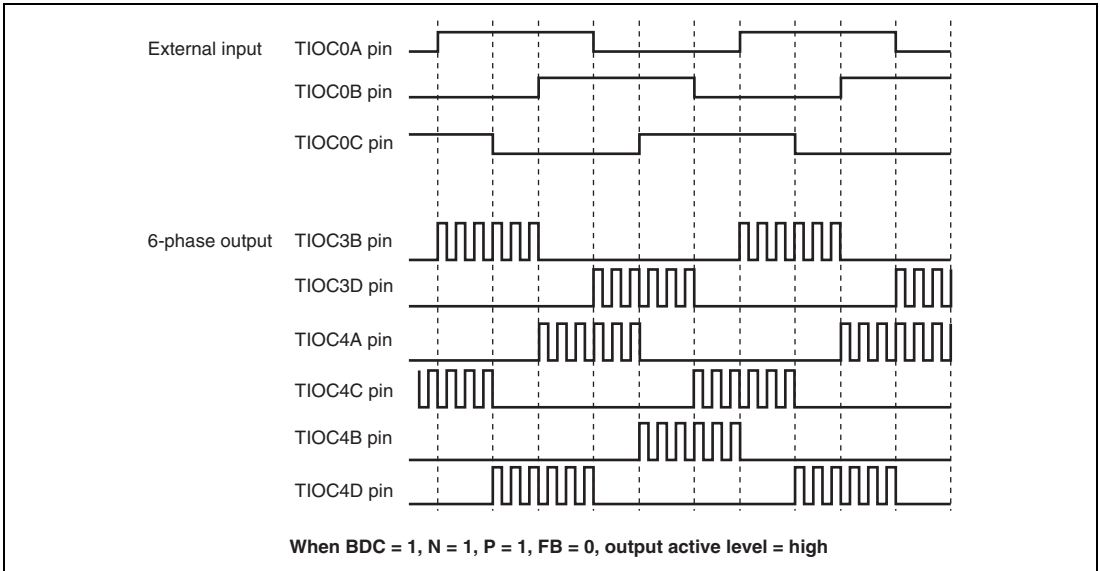 External input TIOC0A pin
TIOC0B pin
TIOC0C pin
6-phase output TIOC3B pin
TIOC3D pin
TIOC4A pin
TIOC4C pin
TIOC4B pin
TIOC4D pin
When BDC = 1, N = 1, P = 1, FB = 0, output active level = high